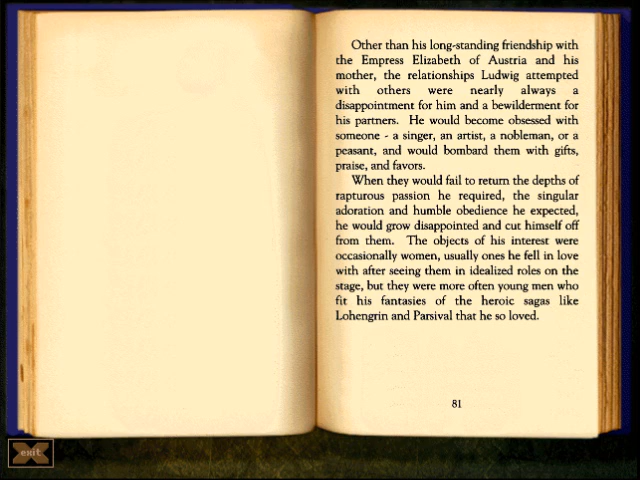 Other than his long-standing friendship with
the Empress Elizabeth of Austria and his
mother, the relationships Ludwig attempted
with others were nearly always a
disappointment for him and a bewilderment for
his partners. He would become obsessed with
someone - a singer, an artist, a nobleman, or a
peasant, and would bombard them with gifts,
praise, and favors.
When they would fail to return the depths of
rapturous passion he required, the singular
adoration and humble obedience he expected,
he would grow disappointed and cut himself off
from them. The objects of his interest were
occasionally women, usually ones he fell in love
with after seeing them in idealized roles on the
stage, but they were more often young men who
fit his fantasies of the heroic sagas like
Lohengrin and Parsival that he so loved.
81
exit